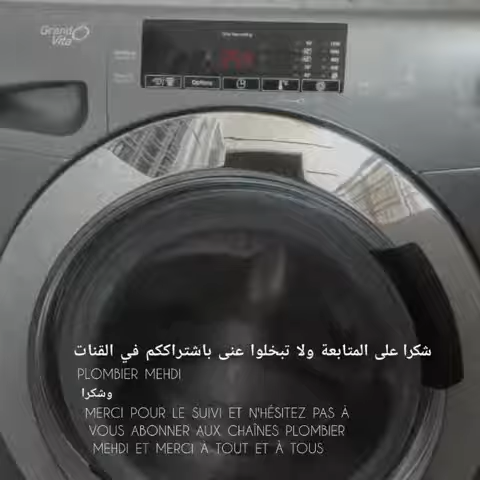 Grand
Vita
Options
شكرا على المتابعة ولا تبخلوا عنى باشتراككم في القنات
PLOMBIER MEHDI
وشكرا
MERCI POUR LE SUIVI ET N'HÉSITEZ PAS À
VOUS ABONNER AUX CHAÎNES PLOMBIER
MEHDI ET MERCI À TOUT ET À TOUS